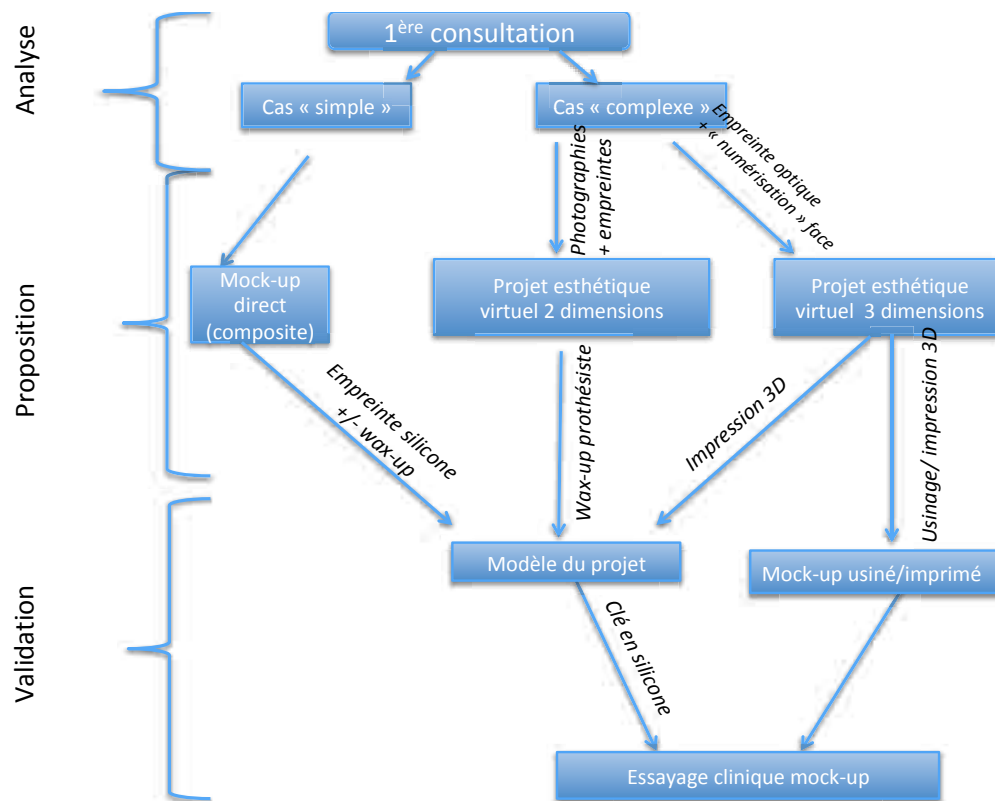 Analyse
1ère consultation
Cas « simple »
Cas « complexe »
Photographies
+ empreintes
Empreinte optique
+ « numérisation » face
Proposition
Mock-up
direct
(composite)
Projet esthétique
virtuel 2 dimensions
Projet esthétique
virtuel 3 dimensions
Empreinte silicone
+/- wax-up
Wax-up prothésiste
Impression 3D
Usinage/ impression 3D
Validation
Modèle du projet
Mock-up usiné/imprimé
Clé en silicone
Essayage clinique mock-up